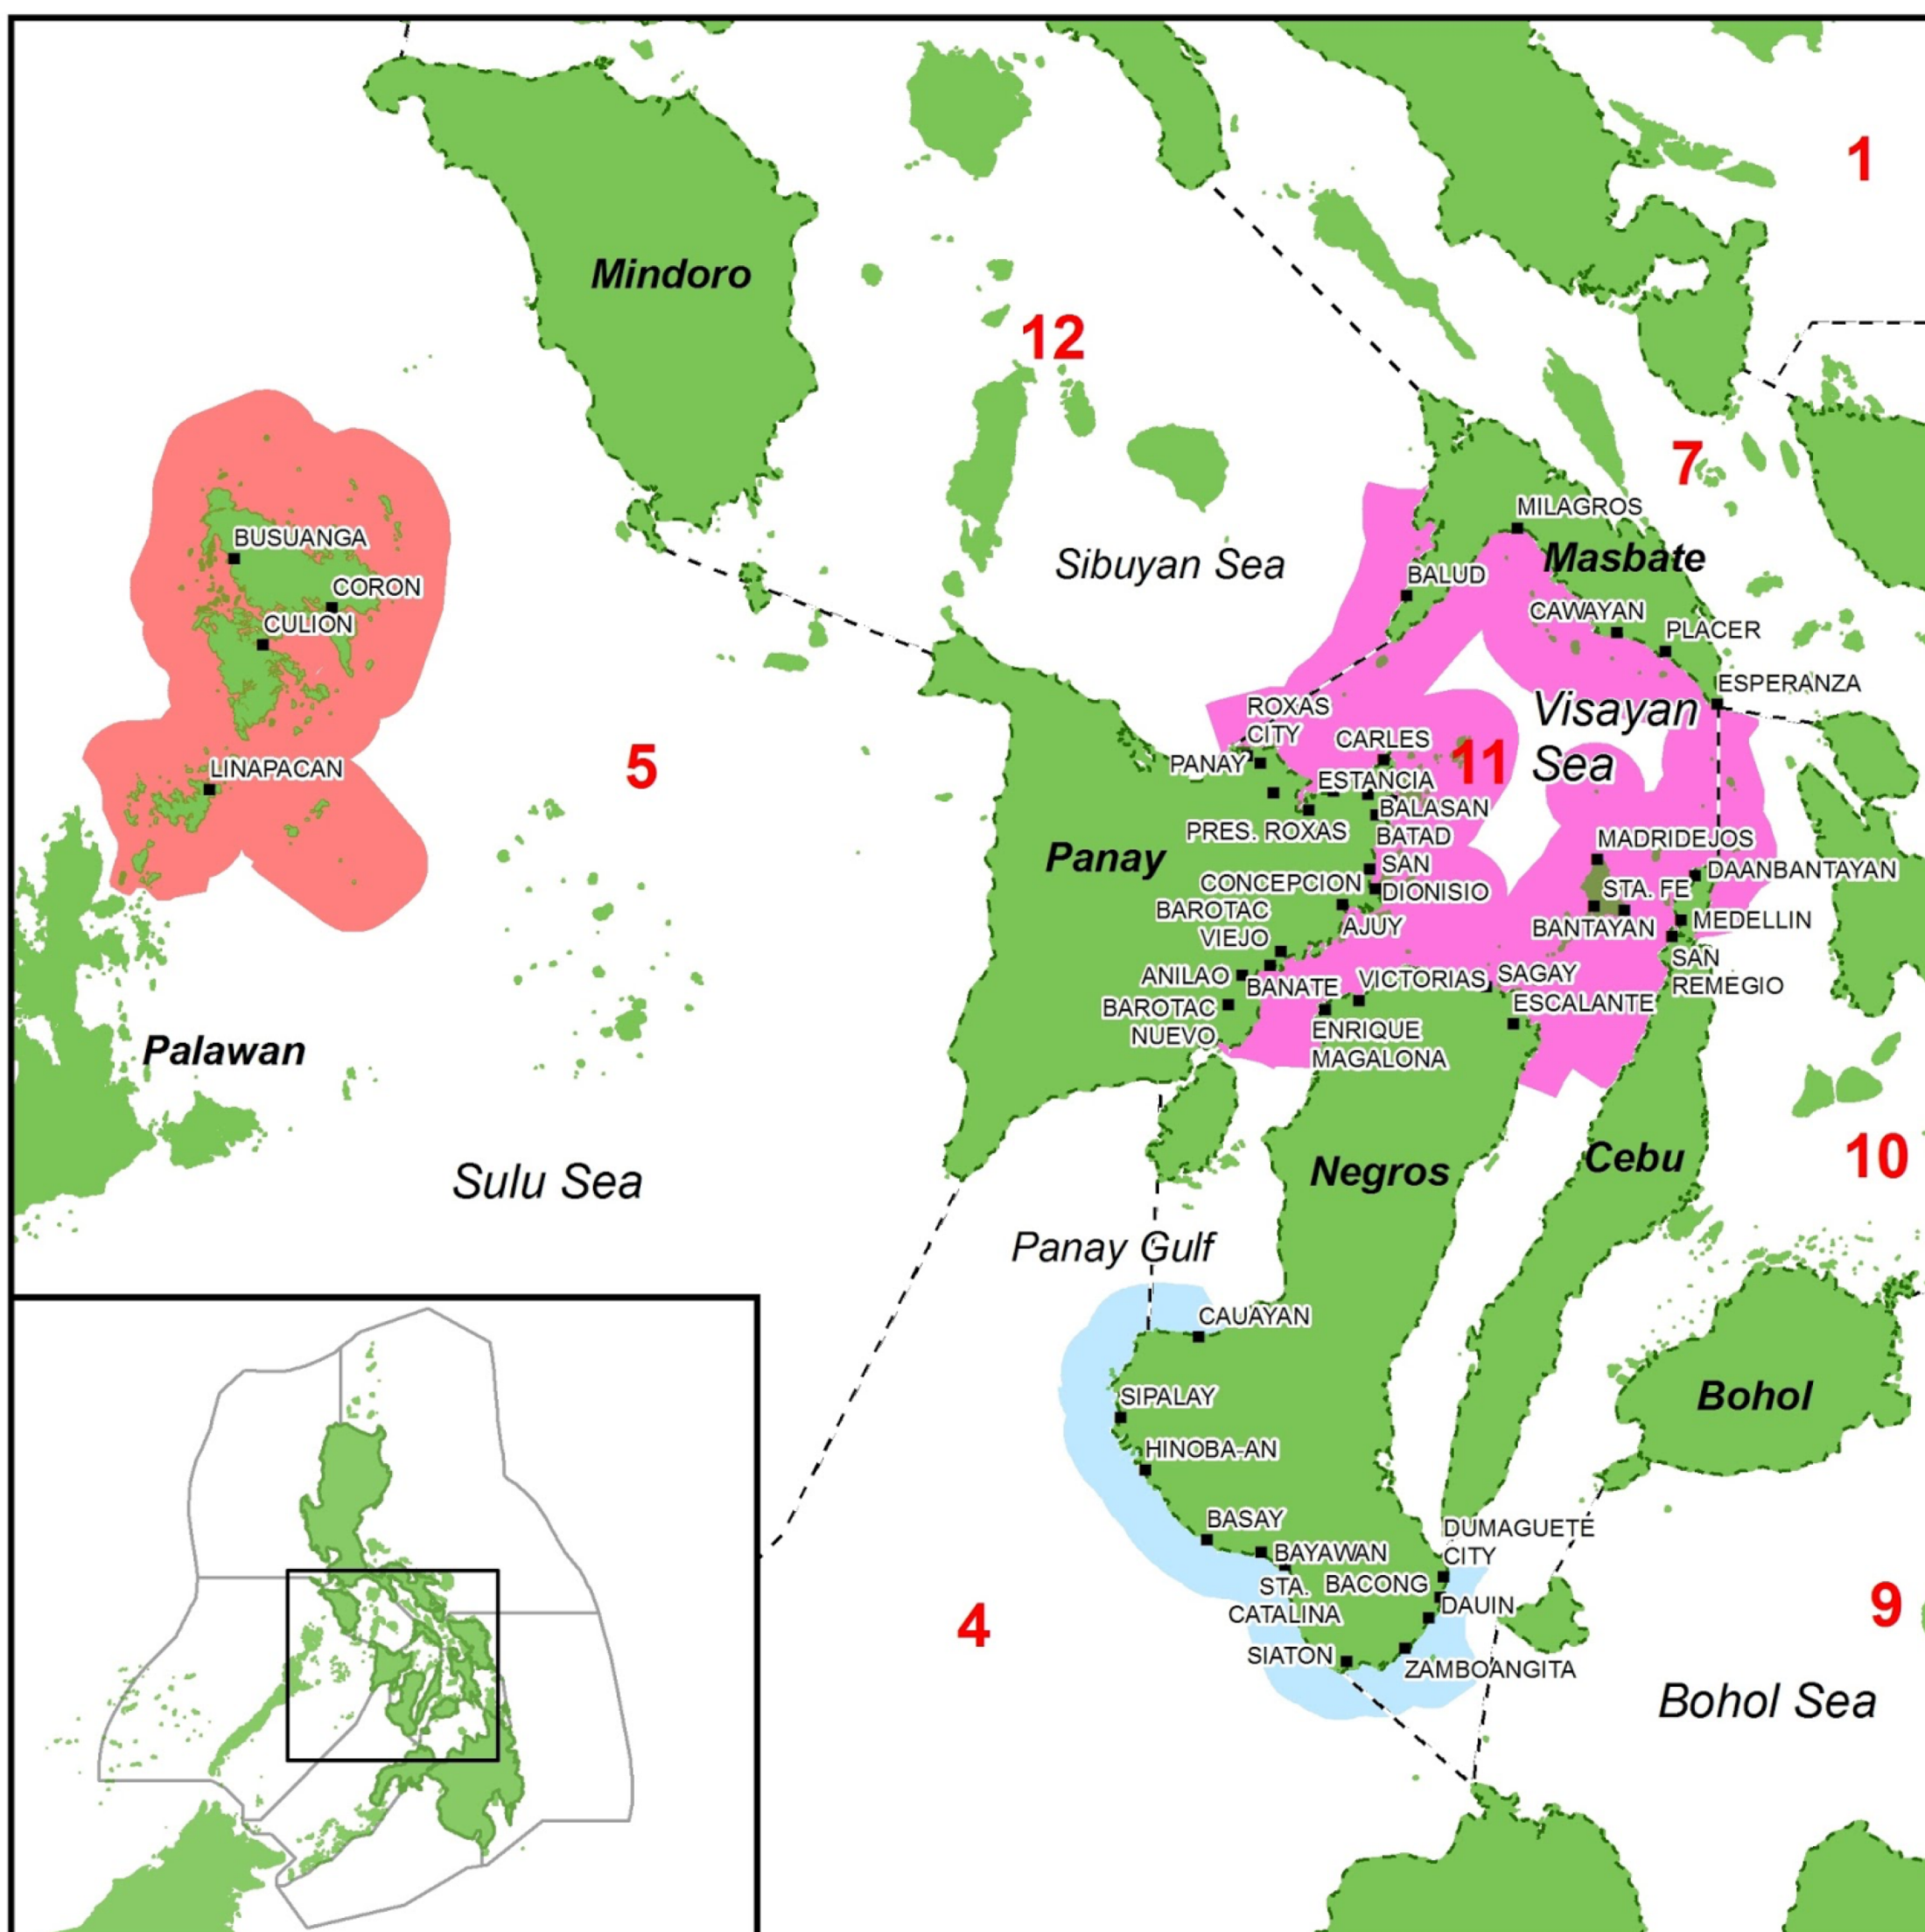 1
Mindoro
12
7
MILAGROS
BUSUANGA
Masbate
Sibuyan Sea
BALUD
CORON
CULION
CAWAYAN
PLACER
ESPERANZA
ROXAS
CITY
Visayan
Sea
CARLES
11
5
PANAY
LINAPACAN
ESTANCIA
BALASAN
PRES. ROXAS
BATAD
MADRIDEJOS
Panay
SAN
DIONISIO
DAANBANTAYAN
CONCEPCION
STA. FE
BAROTAC
VIEJO
AJUY
BANTAYAN
MEDELLIN
SAN
REMEGIO
ANILAO
BANATE
VICTORIAS
SAGAY
BAROTAC
NUEVO
ESCALANTE
ENRIQUE
MAGALONA
Palawan
Cebu
10
Negros
Sulu Sea
Panay Gulf
CAUAYAN
SIPALAY
Bohol
HINOBA-AN
BASAY
DUMAGUETE
CITY
BAYAWAN
STA.
CATALINA
BACONG
DAUIN
9
4
SIATON
ZAMBOANGITA
Bohol Sea